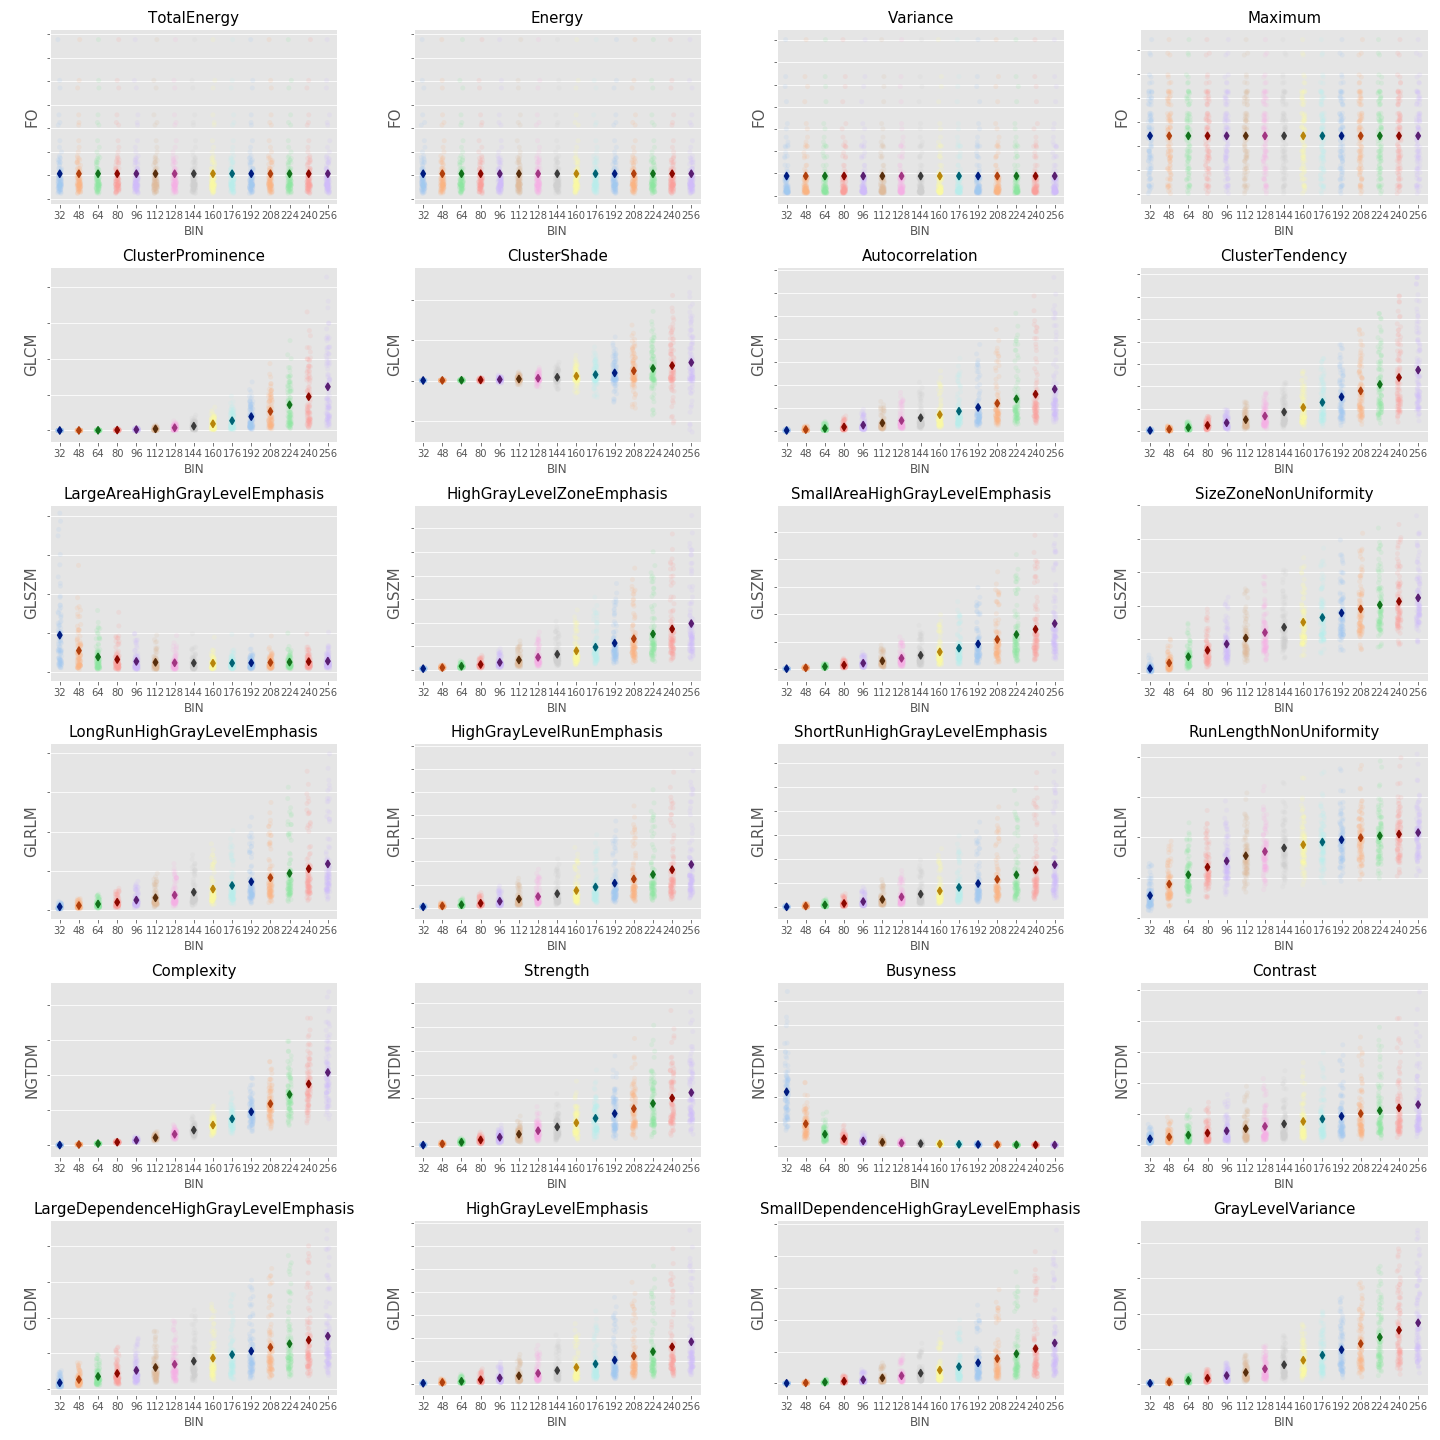 TotalEnergy Energy Variance Maximum
FO FO FO FO
32 48 64 80 96 112 128 144 160 176 192 208 224 240 256 32 48 64 80 96 112 128 144 160 176 192 208 224 240 256 32 48 64 80 96 112 128 144 160 176 192 208 224 240 256 32 48 64 80 96 112 128 144 160 176 192 208 224 240 256
BIN BIN BIN BIN
ClusterProminence ClusterShade Autocorrelation ClusterTendency
GLCM GLCM GLCM GLCM
32 48 64 80 96 112 128 144 160 176 192 208 224 240 256 32 48 64 80 96 112 128 144 160 176 192 208 224 240 256 32 48 64 80 96 112 128 144 160 176 192 208 224 240 256 32 48 64 80 96 112 128 144 160 176 192 208 224 240 256
BIN BIN BIN BIN
LargeAreaHighGrayLevelEmphasis HighGrayLevelZoneEmphasis SmallAreaHighGrayLevelEmphasis SizeZoneNonUniformity
GLSZM GLSZM GLSZM GLSZM
32 48 64 80 96 112 128 144 160 176 192 208 224 240 256 32 48 64 80 96 112 128 144 160 176 192 208 224 240 256 32 48 64 80 96 112 128 144 160 176 192 208 224 240 256 32 48 64 80 96 112 128 144 160 176 192 208 224 240 256
BIN BIN BIN BIN
LongRunHighGrayLevelEmphasis HighGrayLevelRunEmphasis ShortRunHighGrayLevelEmphasis RunLengthNonUniformity
GLRLM GLRLM GLRLM GLRLM
32 48 64 80 96 112 128 144 160 176 192 208 224 240 256 32 48 64 80 96 112 128 144 160 176 192 208 224 240 256 32 48 64 80 96 112 128 144 160 176 192 208 224 240 256 32 48 64 80 96 112 128 144 160 176 192 208 224 240 256
BIN BIN BIN BIN
Complexity Strength Busyness Contrast
NGTDM NGTDM NGTDM NGTDM
32 48 64 80 96 112 128 144 160 176 192 208 224 240 256 32 48 64 80 96 112 128 144 160 176 192 208 224 240 256 32 48 64 80 96 112 128 144 160 176 192 208 224 240 256 32 48 64 80 96 112 128 144 160 176 192 208 224 240 256
BIN BIN BIN BIN
LargeDependenceHighGrayLevelEmphasis HighGrayLevelEmphasis SmallDependenceHighGrayLevelEmphasis GrayLevelVariance
GLDM GLDM GLDM GLDM
32 48 64 80 96 112 128 144 160 176 192 208 224 240 256 32 48 64 80 96 112 128 144 160 176 192 208 224 240 256 32 48 64 80 96 112 128 144 160 176 192 208 224 240 256 32 48 64 80 96 112 128 144 160 176 192 208 224 240 256
BIN BIN BIN BIN